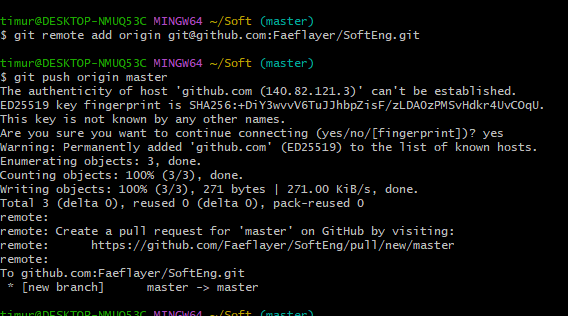 timur@DESKTOP-NMUQ53C MINGW64 ~/Soft (master)
$ git remote add origin git@github.com:Faeflayer/SoftEng.git
timur@DESKTOP-NMUQ53C MINGW64 ~/Soft (master)
$ git push origin master
The authenticity of host 'github.com (140.82.121.3)' can't be established.
ED25519 key fingerprint is SHA256:+DiY3wvvV6TuJJhbpZisF/zLDA0zPMSvHdkr4UvCOqU.
This key is not known by any other names.
Are you sure you want to continue connecting (yes/no/[fingerprint])? yes
Warning: Permanently added 'github.com' (ED25519) to the list of known hosts.
Enumerating objects: 3, done.
Counting objects: 100% (3/3), done.
Writing objects: 100% (3/3), 271 bytes | 271.00 KiB/s, done.
Total 3 (delta 0), reused 0 (delta 0), pack-reused 0
remote:
remote: Create a pull request for 'master' on GitHub by visiting:
remote:      https://github.com/Faeflayer/SoftEng/pull/new/master
remote:
To github.com:Faeflayer/SoftEng.git
 * [new branch]      master -> master
timur@DESKTOP-NMUQ53C MINGW64 ~/Soft (master)